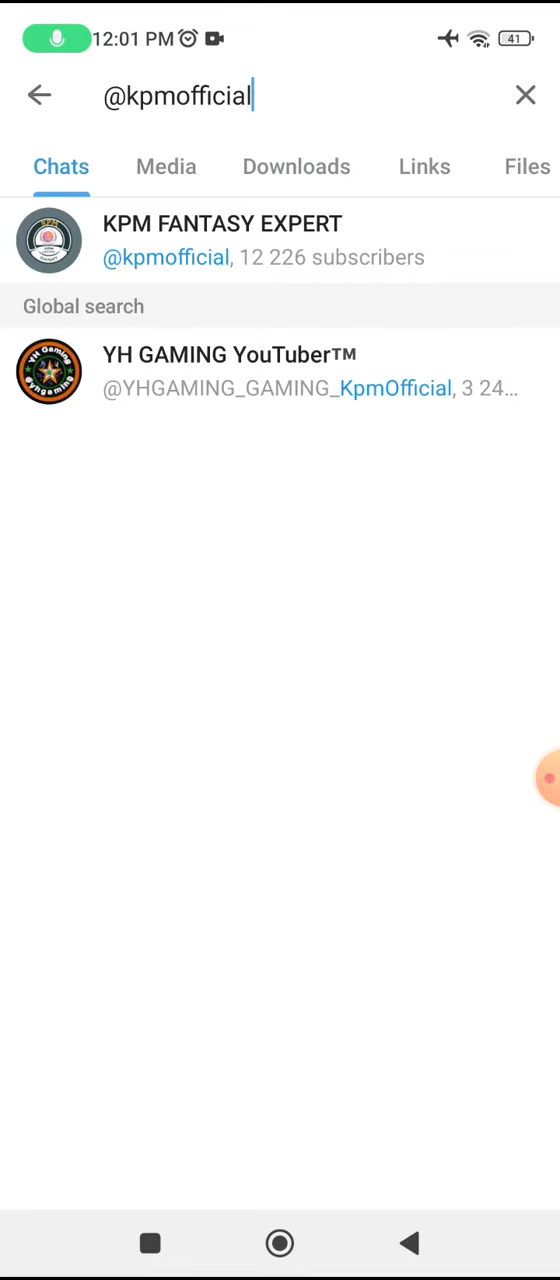 12:01 PM 41
@kpmofficial
Chats Media Downloads Links Files
KPM FANTASY EXPERT
@kpmofficial, 12 226 subscribers
Global search
YH GAMING YouTuber™
@YHGAMING_GAMING_KpmOfficial, 3 24...